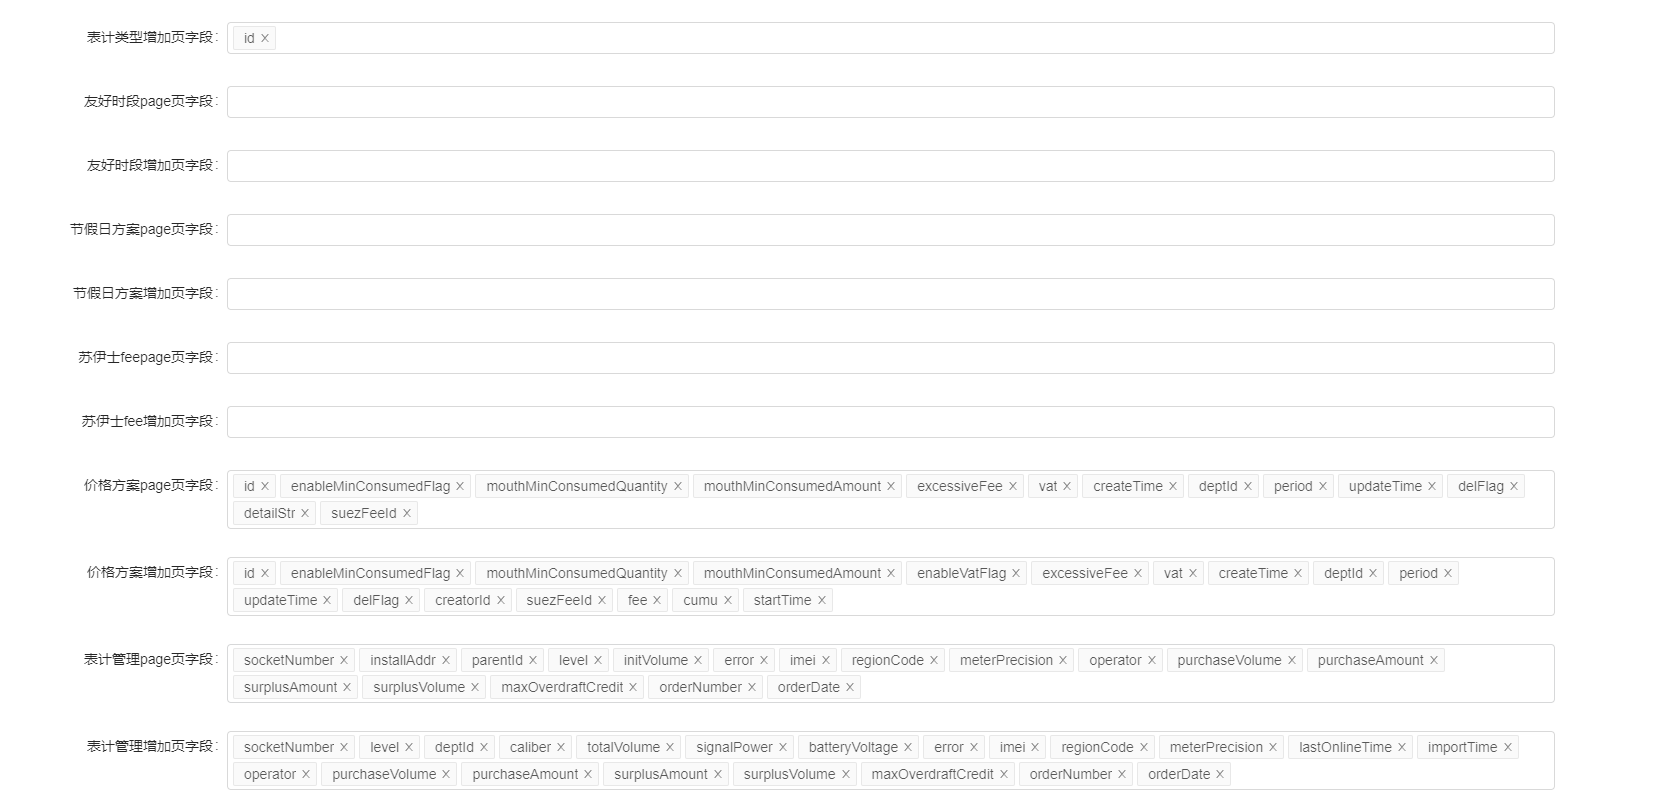 表计类型增加页字段: id ×
友好时段page页字段:
友好时段增加页字段:
节假日方案page页字段:
节假日方案增加页字段:
苏伊士feepage页字段:
苏伊士fee增加页字段:
价格方案page页字段: id × enableMinConsumedFlag × mouthMinConsumedQuantity × mouthMinConsumedAmount × excessiveFee × vat × createTime × deptId × period × updateTime × delFlag ×
detailStr × suezFeeId ×
价格方案增加页字段: id × enableMinConsumedFlag × mouthMinConsumedQuantity × mouthMinConsumedAmount × enableVatFlag × excessiveFee × vat × createTime × deptId × period ×
updateTime × delFlag × creatorId × suezFeeId × fee × cumu × startTime ×
表计管理page页字段: socketNumber × installAddr × parentId × level × initVolume × error × imei × regionCode × meterPrecision × operator × purchaseVolume × purchaseAmount ×
surplusAmount × surplusVolume × maxOverdraftCredit × orderNumber × orderDate ×
表计管理增加页字段: socketNumber × level × deptId × caliber × totalVolume × signalPower × batteryVoltage × error × imei × regionCode × meterPrecision × lastOnlineTime × importTime ×
operator × purchaseVolume × purchaseAmount × surplusAmount × surplusVolume × maxOverdraftCredit × orderNumber × orderDate ×